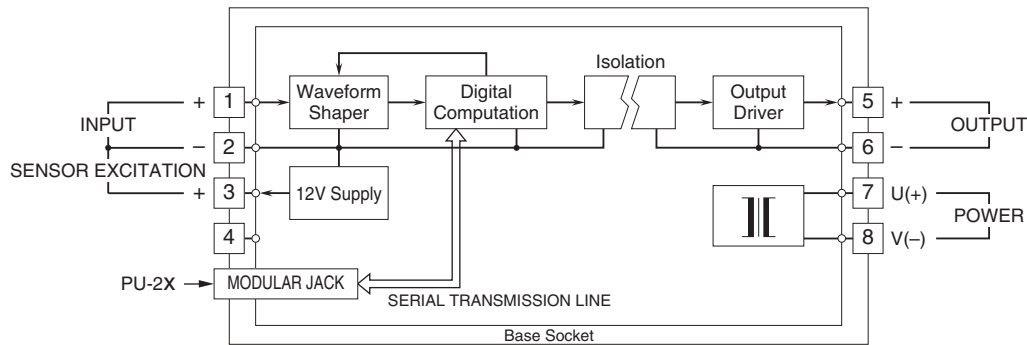 Isolation
Waveform
Shaper
Digital
Computation
Output
Driver
+ 1
INPUT
− 2
SENSOR EXCITATION
+ 3
12V Supply
4
5 +
OUTPUT
6 −
7 U(+)
POWER
8 V(−)
PU-2X
MODULAR JACK
SERIAL TRANSMISSION LINE
Base Socket